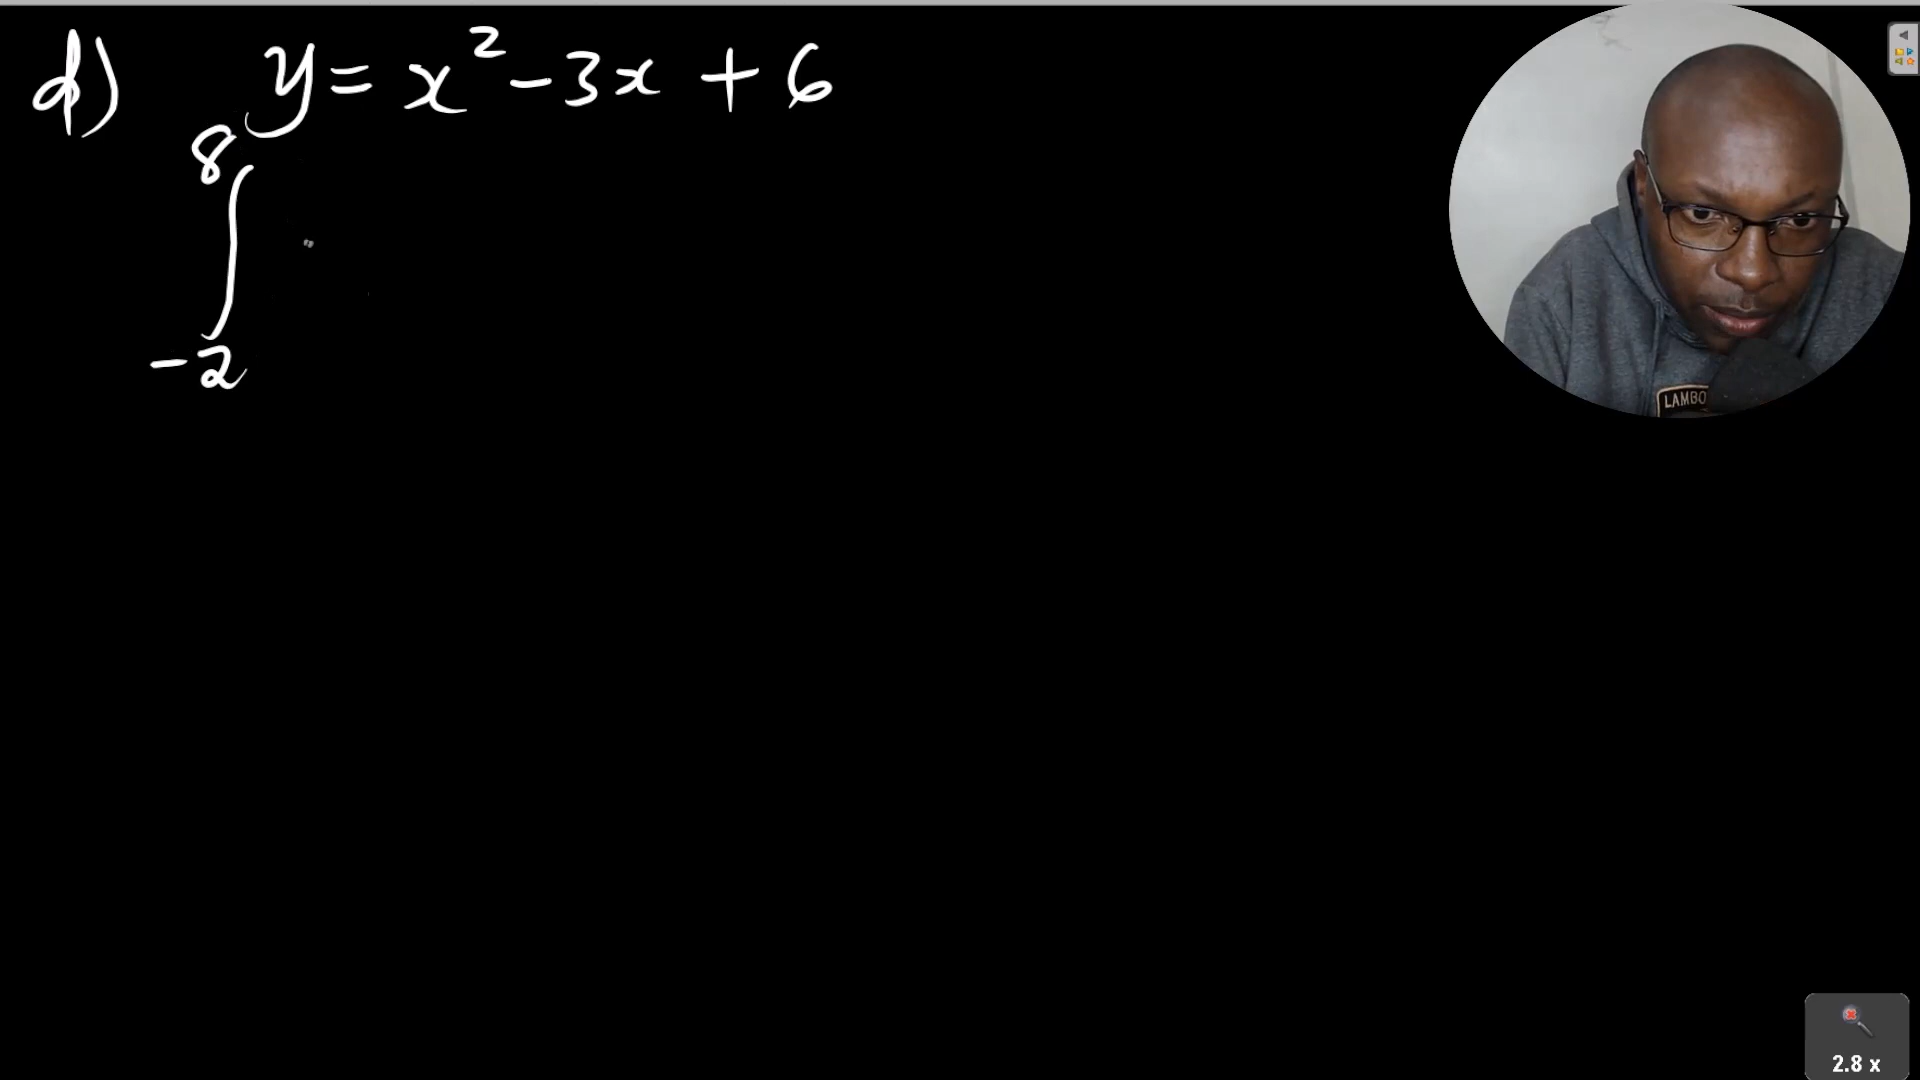 d) y = x² - 3x + 6
8
∫
-2
LAMBO
2.8 x